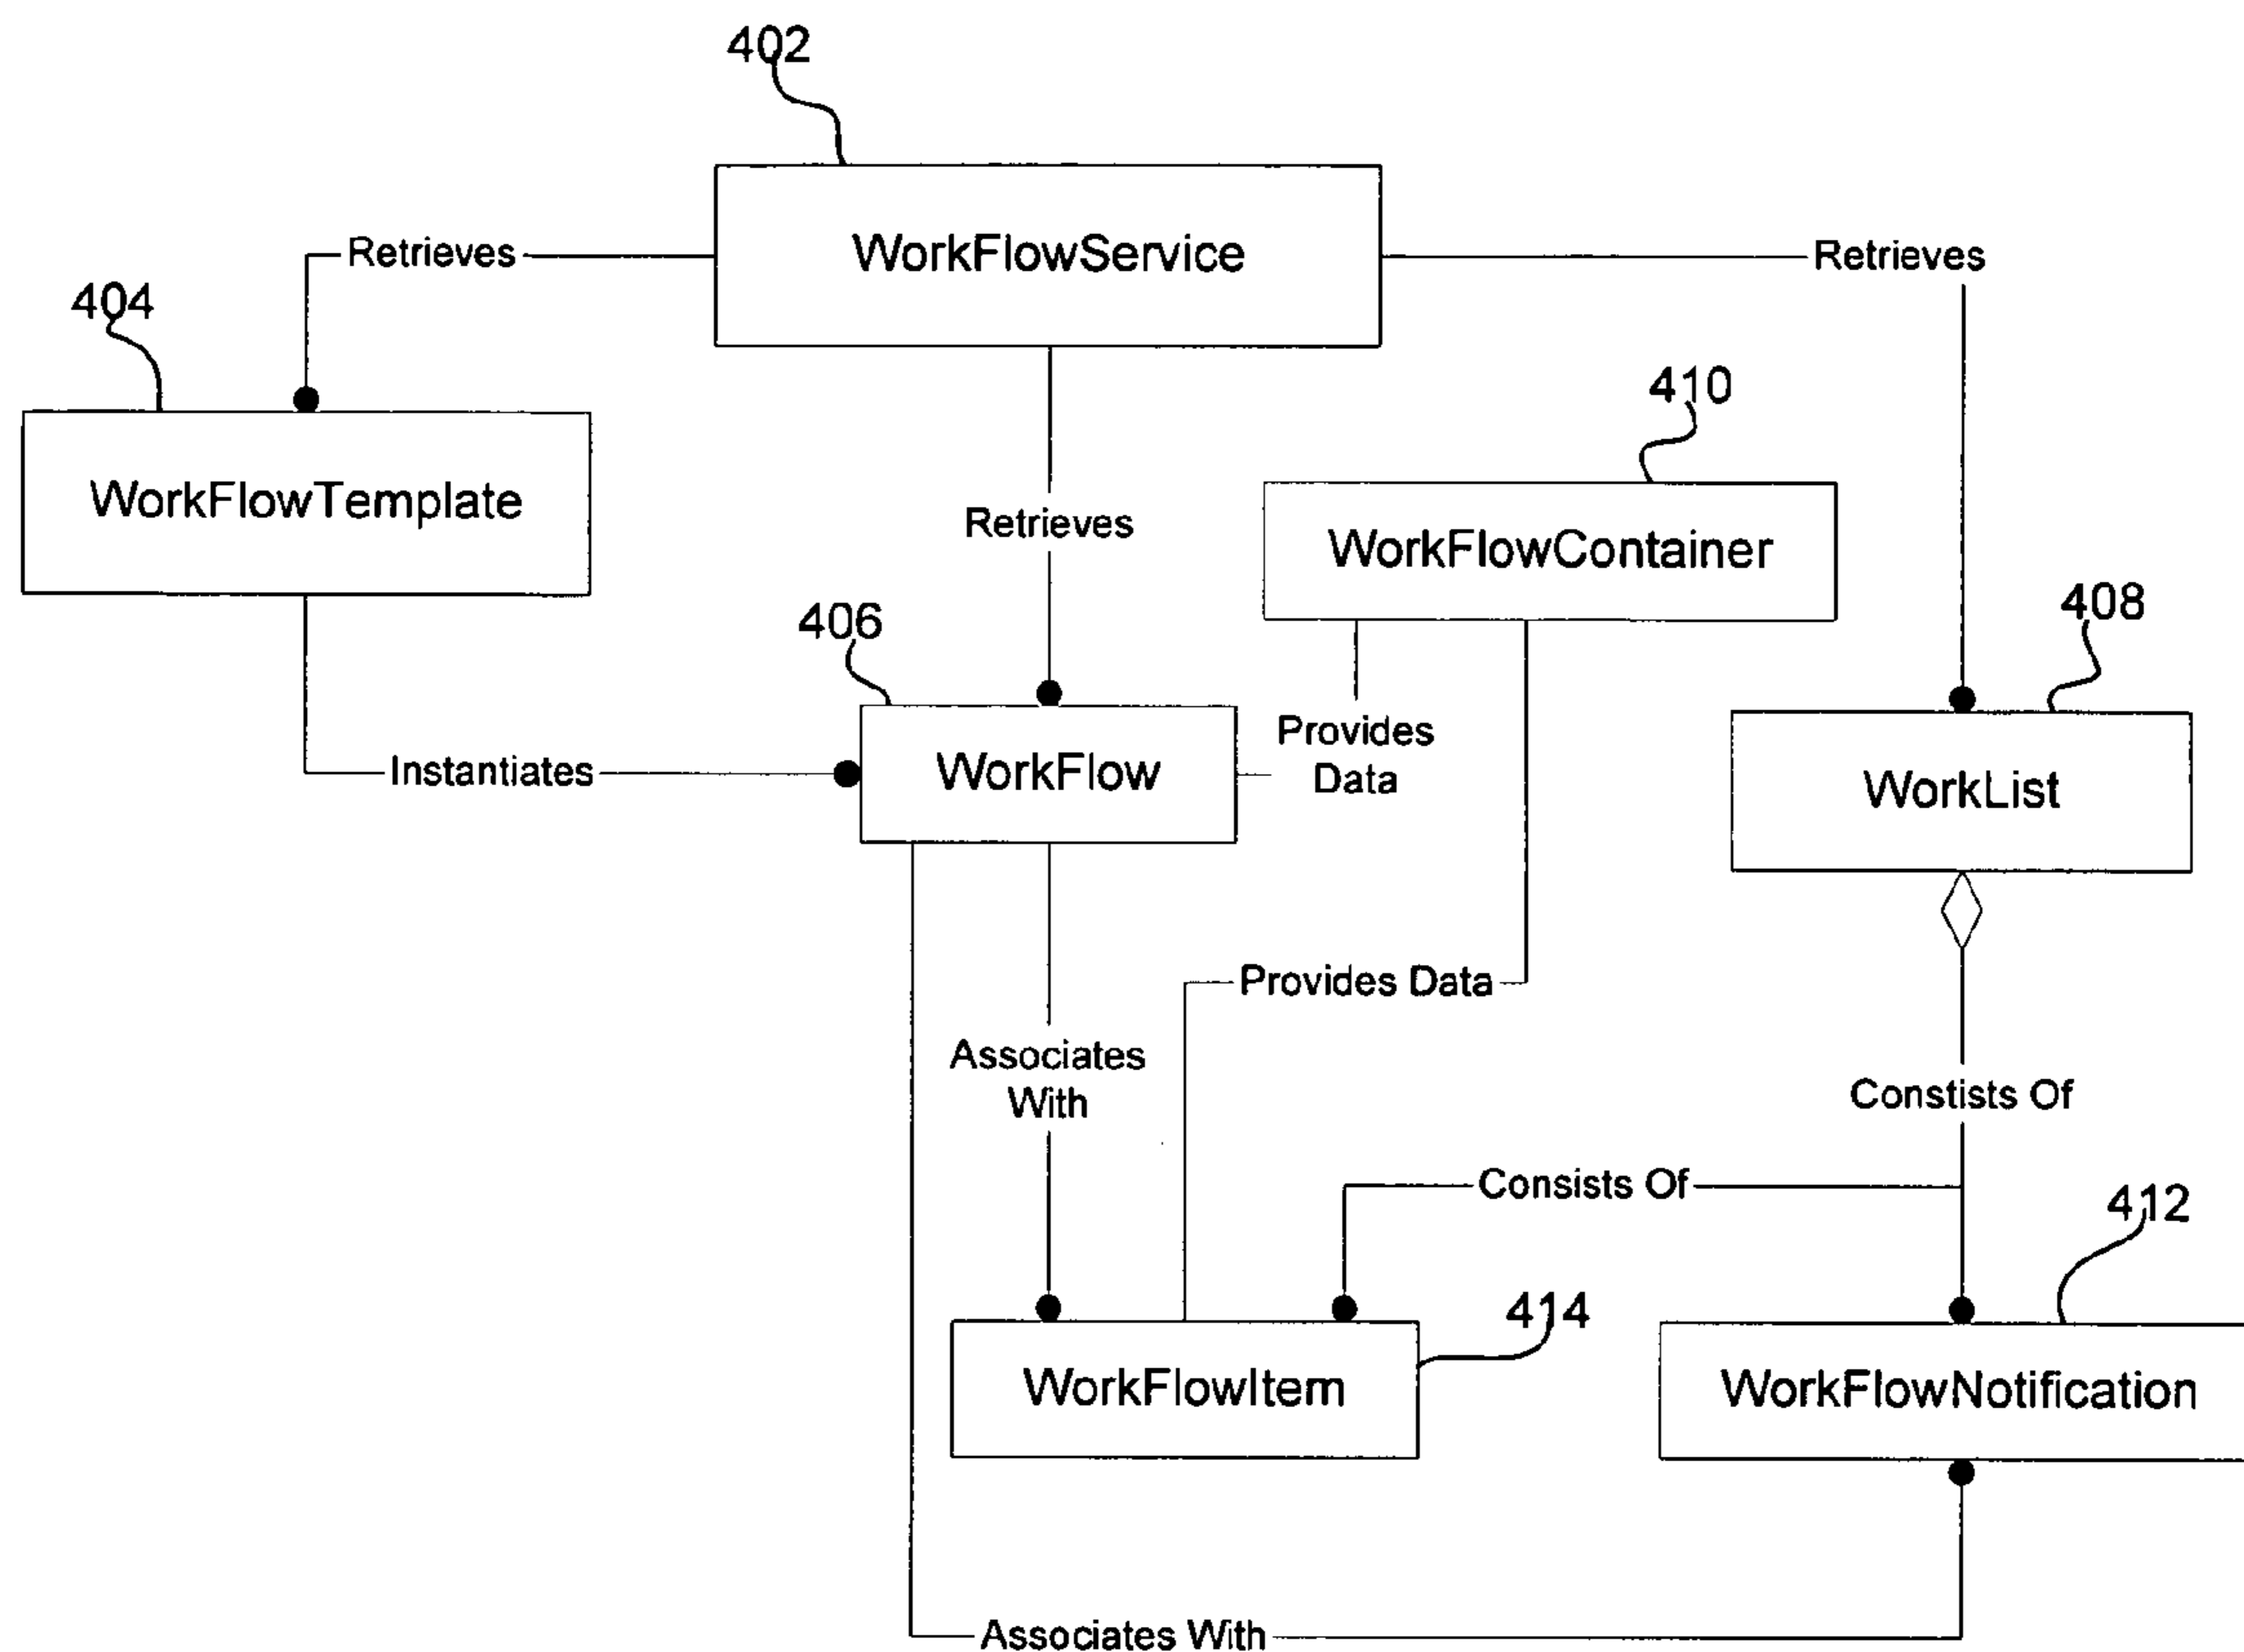 402
WorkFlowService
Retrieves
Retrieves
404
410
WorkFlowTemplate
Retrieves
WorkFlowContainer
406
408
Provides
Data
Instantiates
WorkFlow
WorkList
Provides Data
Associates
With
Constists Of
Consists Of
412
414
WorkFlowItem
WorkFlowNotification
Associates With